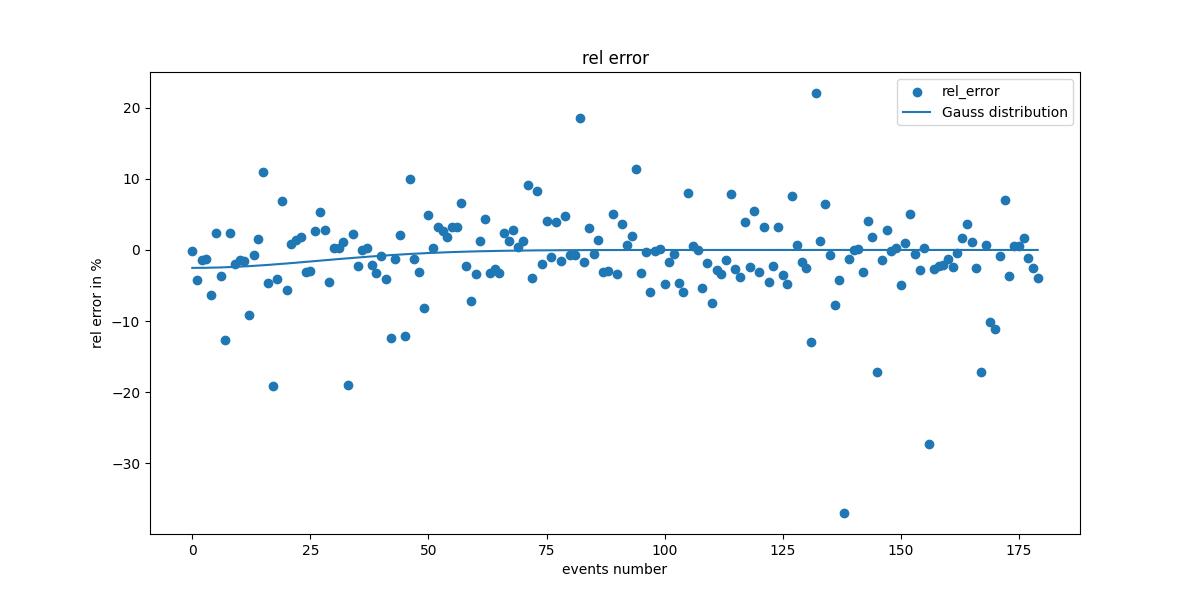 rel error
rel_error
Gauss distribution
20
10
0
−10
−20
−30
rel error in %
0 25 50 75 100 125 150 175
events number